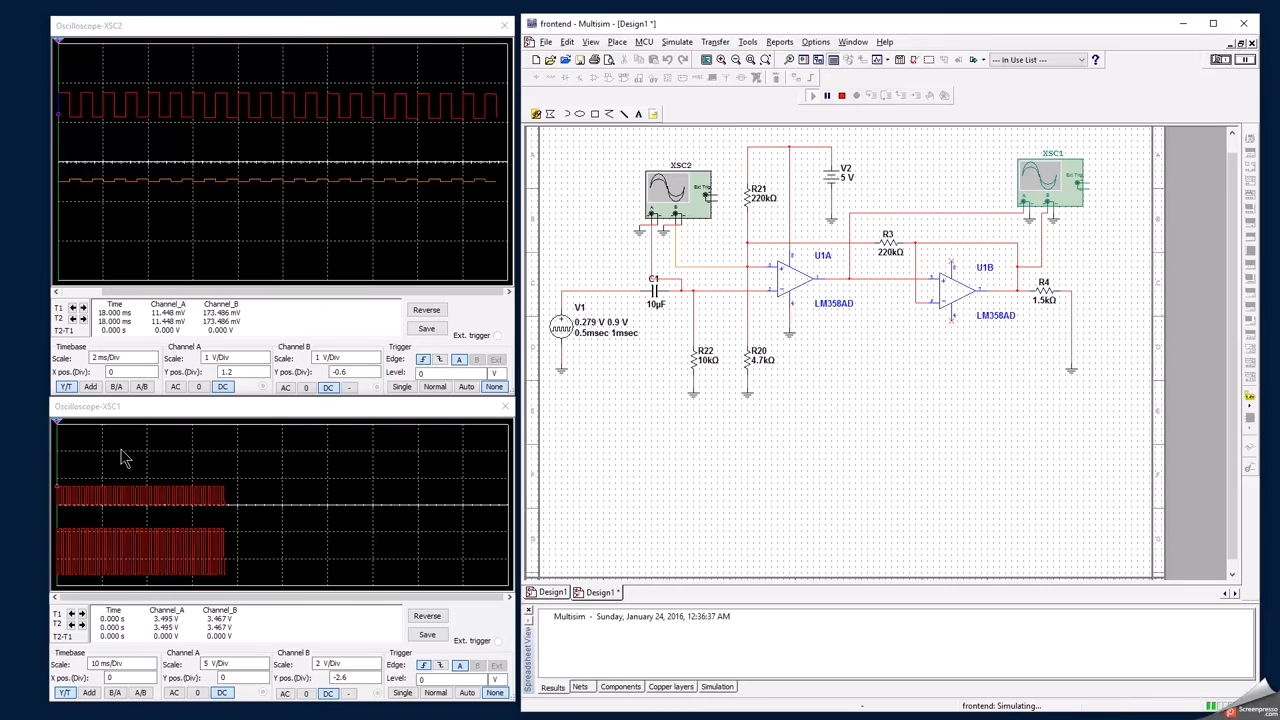 Oscilloscope-XSC2
T1
T2
T2-T1
Time Channel_A Channel_B
18.000 ms 11.448 mV 173.486 mV
18.000 ms 11.448 mV 173.486 mV
0.000 s 0.000 V 0.000 V
Reverse
Save
Ext. trigger
Timebase
Scale: 2 ms/Div
X pos.(Div): 0
Y/T Add B/A A/B
Channel A
Scale: 1 V/Div
Y pos.(Div): 1.2
AC 0 DC
Channel B
Scale: 1 V/Div
Y pos.(Div): -0.6
AC 0 DC -
Trigger
Edge: A B Ext
Level: 0 V
Single Normal Auto None
Oscilloscope-XSC1
T1
T2
T2-T1
Time Channel_A Channel_B
0.000 s 3.495 V 3.467 V
0.000 s 3.495 V 3.467 V
0.000 s 0.000 V 0.000 V
Reverse
Save
Ext. trigger
Timebase
Scale: 10 ms/Div
X pos.(Div): 0
Y/T Add B/A A/B
Channel A
Scale: 5 V/Div
Y pos.(Div): 0
AC 0 DC
Channel B
Scale: 2 V/Div
Y pos.(Div): -2.6
AC 0 DC -
Trigger
Edge: A B Ext
Level: 0 V
Single Normal Auto None
frontend - Multisim - [Design1 *]
File Edit View Place MCU Simulate Transfer Tools Reports Options Window Help
--- In Use List ---
XSC2
Ext Trig
V2
5 V
XSC1
Ext Trig
R21
220kΩ
R3
220kΩ
U1A
LM358AD
U1B
LM358AD
R4
1.5kΩ
C1
10µF
V1
0.279 V 0.9 V
0.5msec 1msec
R22
10kΩ
R20
4.7kΩ
Design1 Design1 *
Multisim - Sunday, January 24, 2016, 12:36:37 AM
Spreadsheet View
Results Nets Components Copper layers Simulation
frontend: Simulating...
Screenpresso
.com